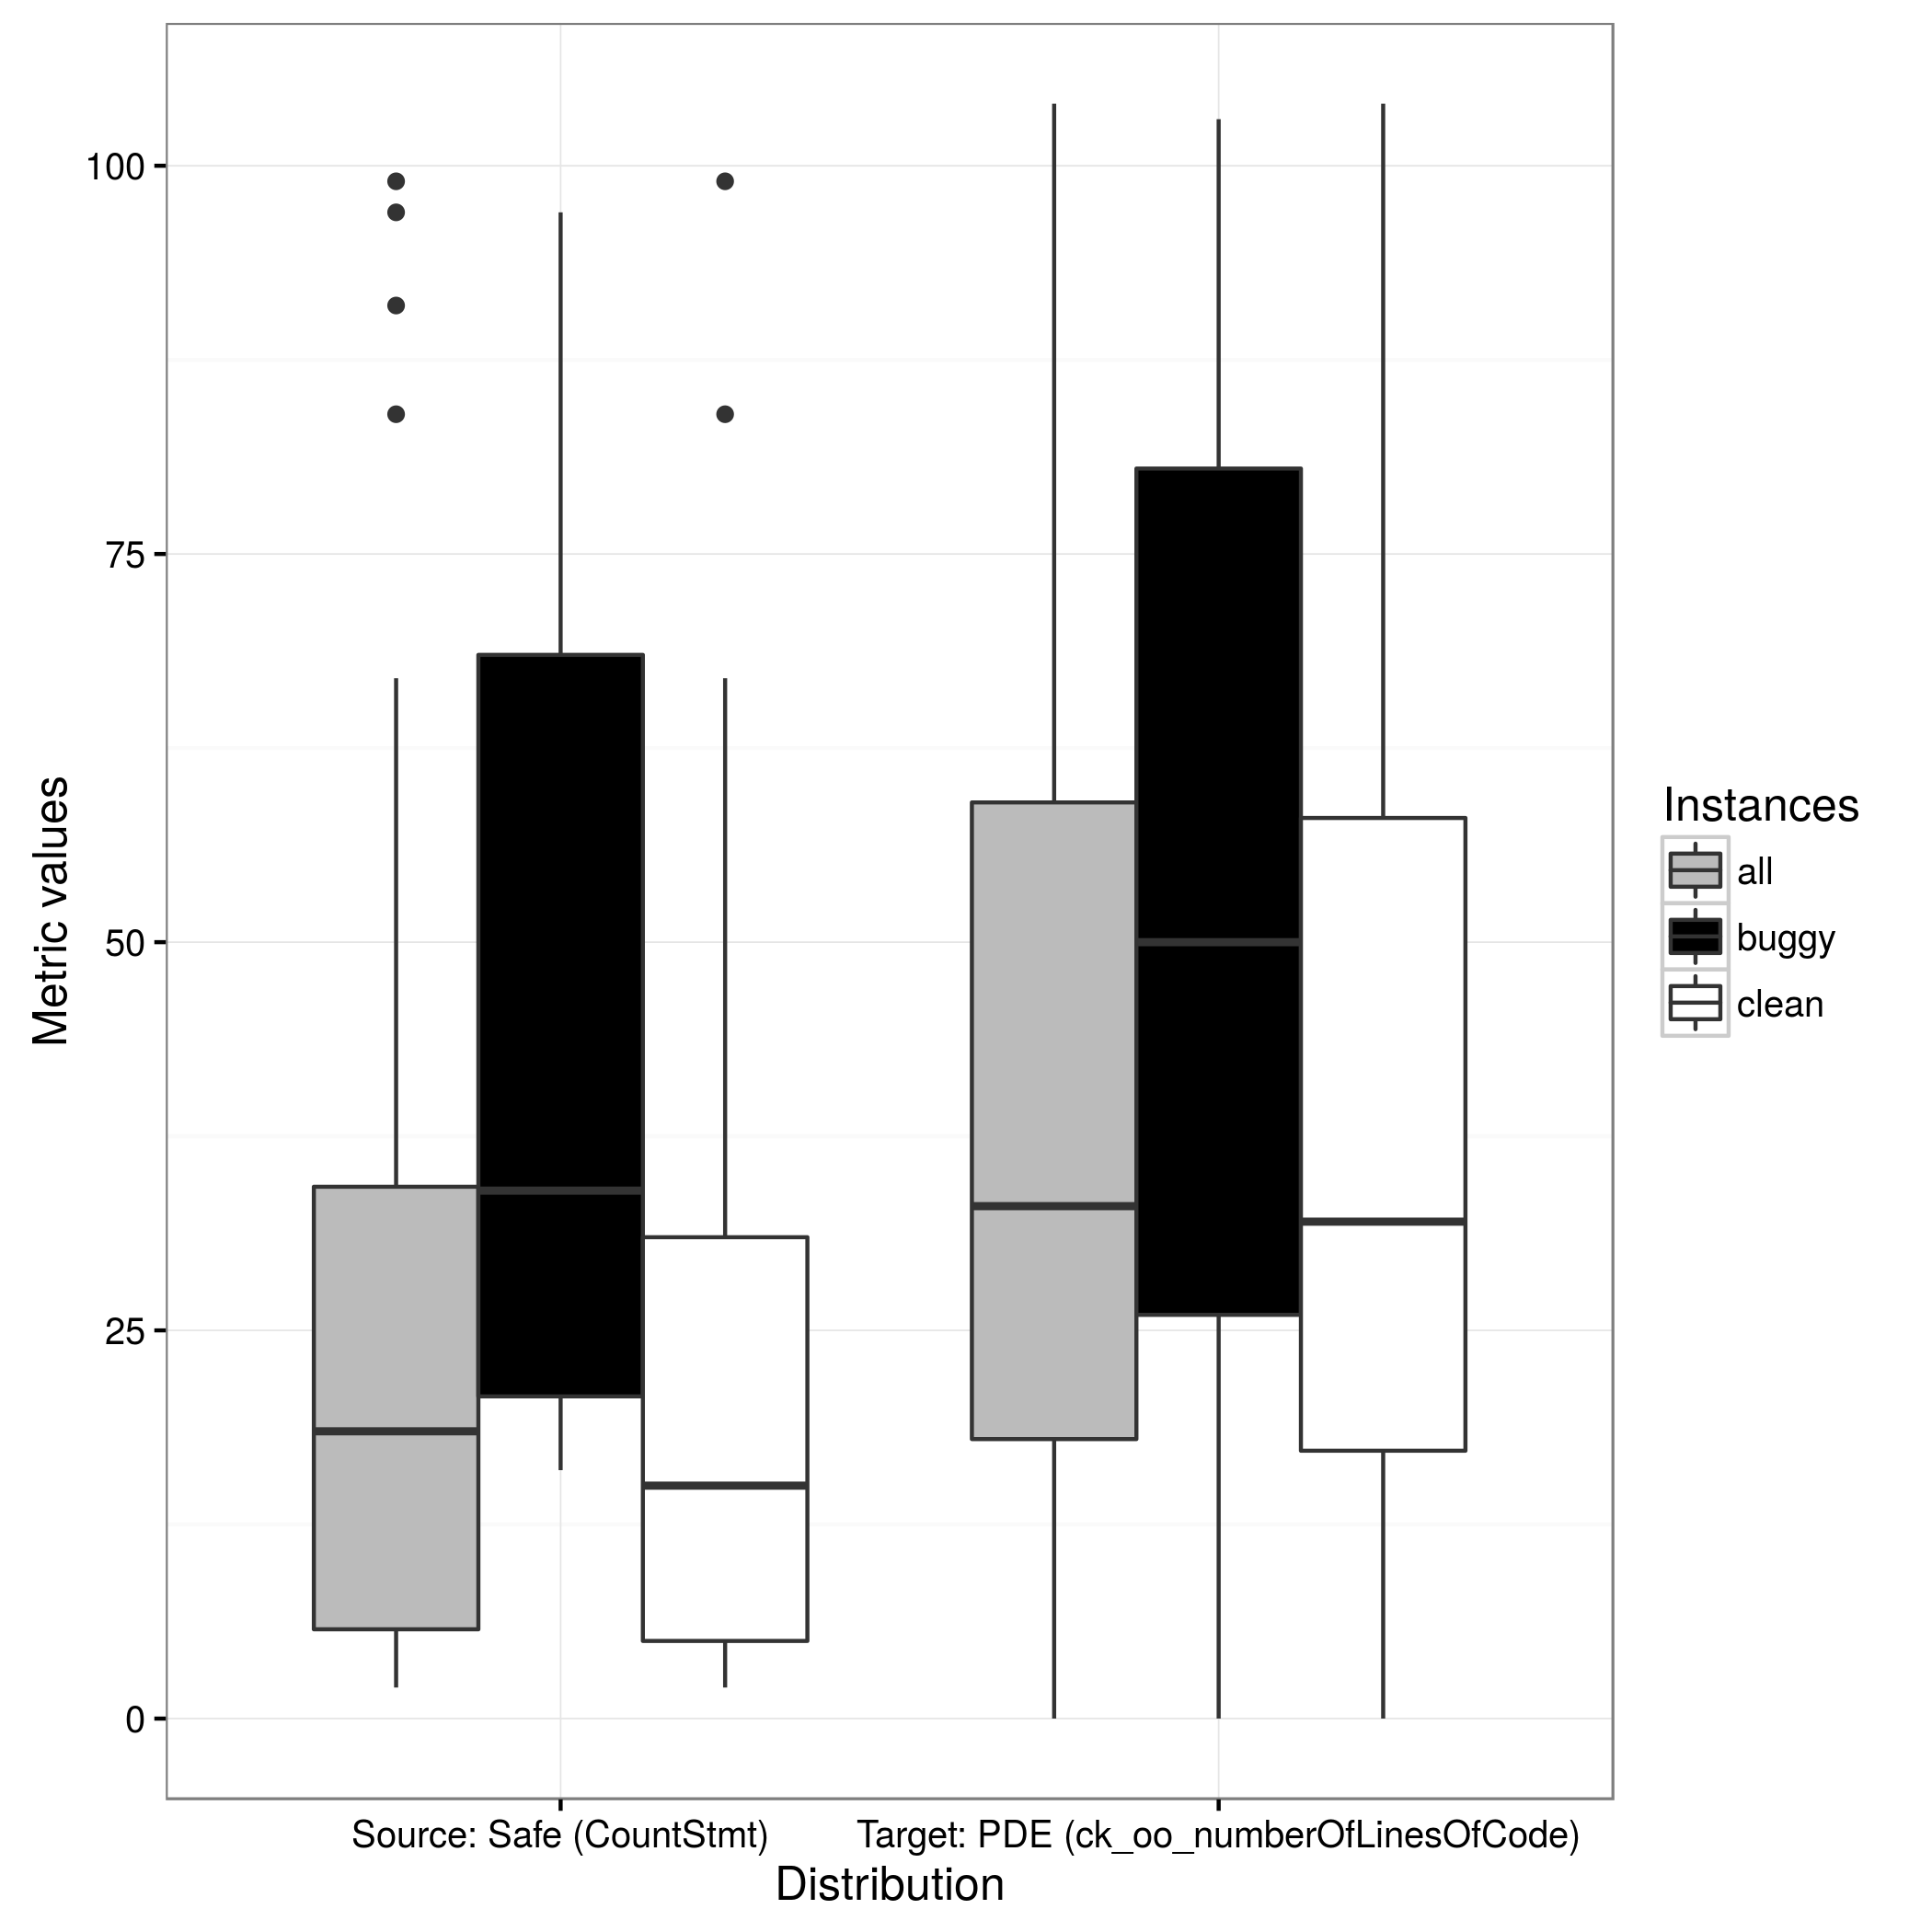 Metric values
100
75
50
25
0
Source: Safe (CountStmt)
Target: PDE (ck_oo_numberOfLinesOfCode)
Distribution
Instances
all
buggy
clean